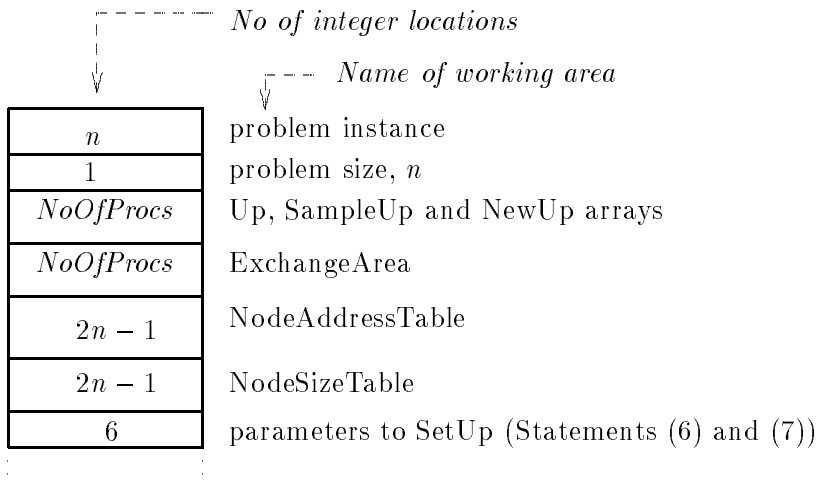 No of integer locations
Name of working area
n problem instance
1 problem size, n
NoOfProcs Up, SampleUp and NewUp arrays
NoOfProcs ExchangeArea
2n − 1 NodeAddressTable
2n − 1 NodeSizeTable
6 parameters to SetUp (Statements (6) and (7))